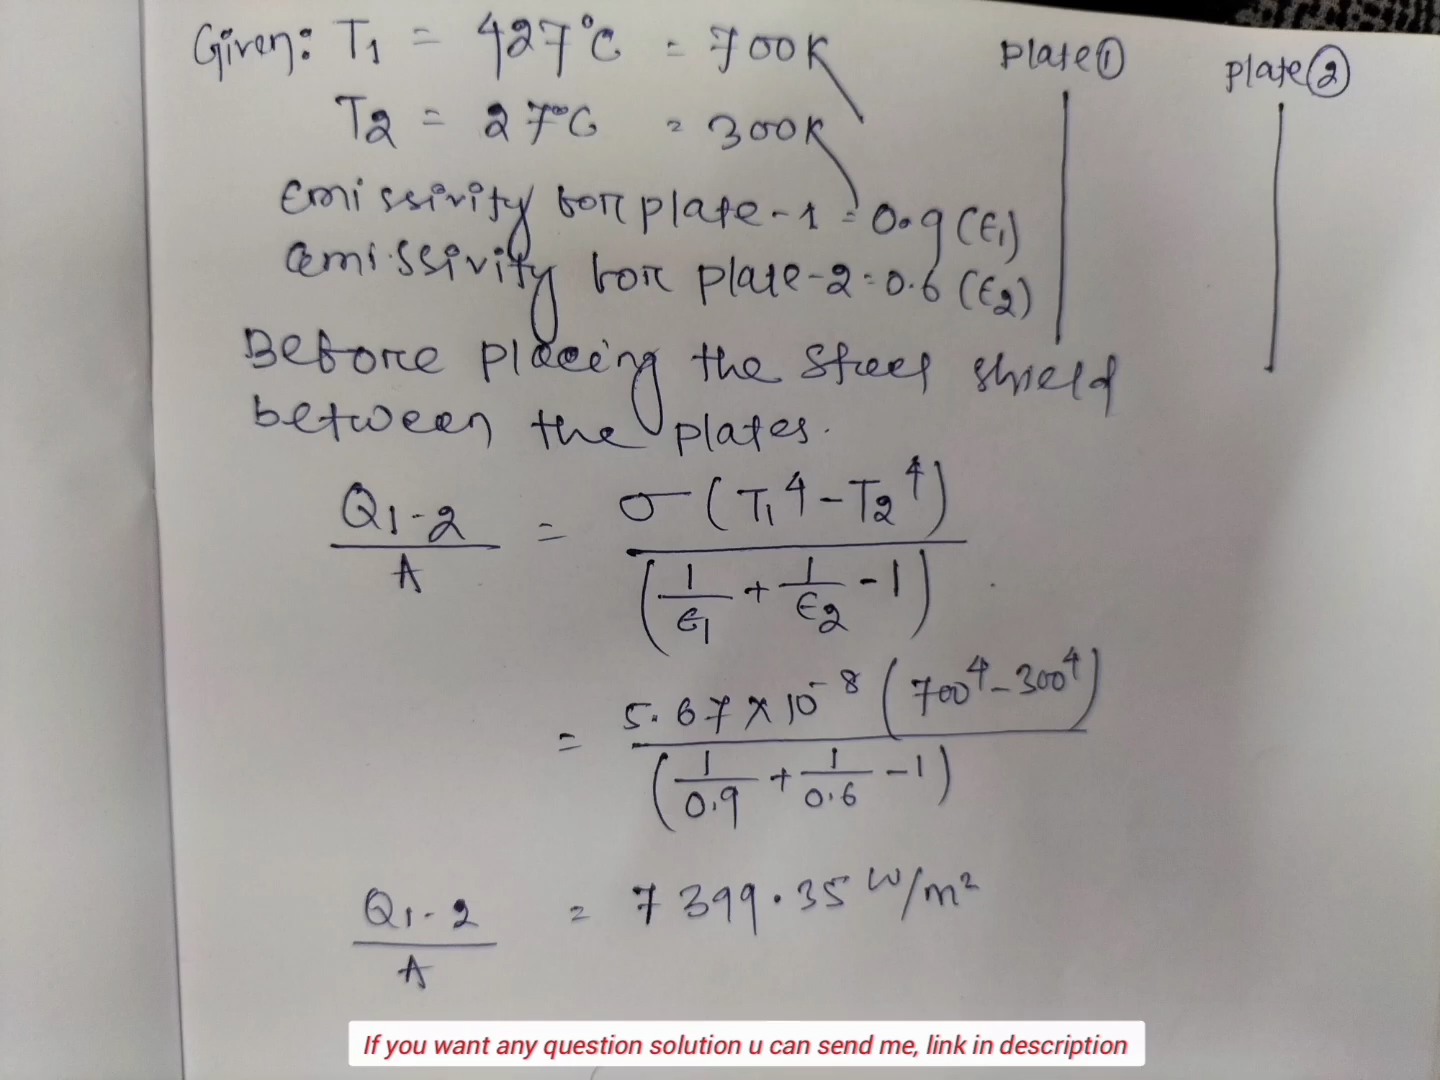 Given: T1 = 427°C = 700K
Plate① Plate②
T2 = 27°C = 300K
Emissivity for plate-1 = 0.9 (ϵ1)
emissivity for plate-2 = 0.6 (ϵ2)
Before placing the steel shield
between the plates.
Q1-2/A = σ(T1⁴-T2⁴)/(1/ϵ1 + 1/ϵ2 - 1)
= 5.67×10⁻⁸(700⁴-300⁴)/(1/0.9 + 1/0.6 - 1)
Q1-2/A = 7399.35 W/m²
If you want any question solution u can send me, link in description